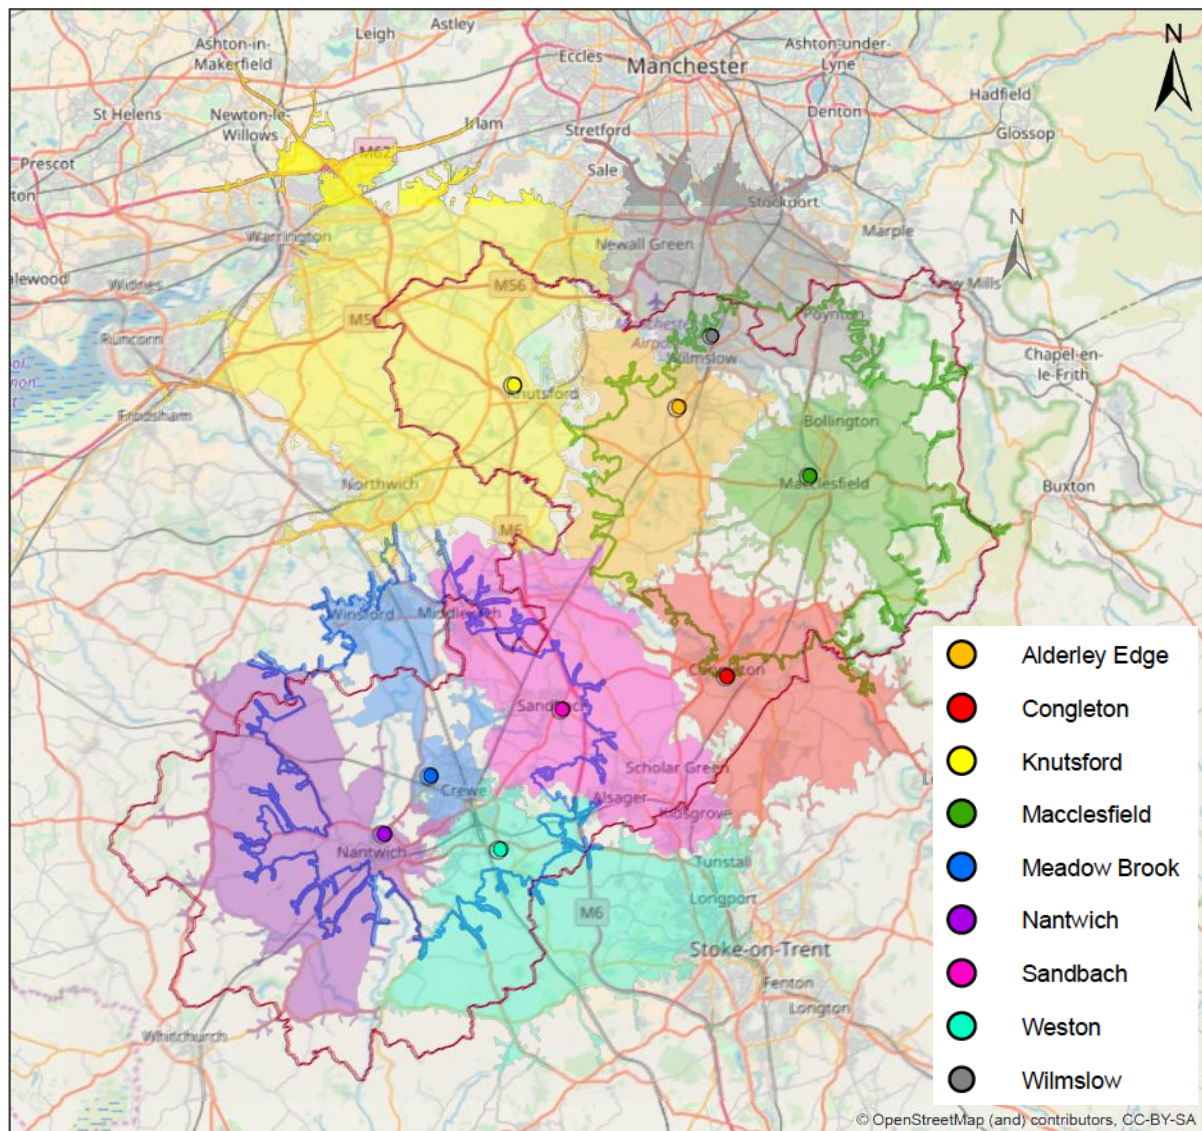 Astley
Leigh
Ashton-in-
Makerfield
Eccles
Ashton-under-
Lyne
Manchester
N
Hadfield
St Helens
Newton-le-
Willows
Irlam
Stretford
Denton
Glossop
M62
Prescot
Sale
Stockport
N
Warrington
Newall Green
Marple
Widnes
M56
New Mills
Runcorn
Poynton
Wilmslow
Chapel-en-
le-Frith
Knutsford
Frodsham
Bollington
Northwich
Macclesfield
Buxton
M6
Winsford
Middlewich
Congleton
Sandbach
Scholar Green
Crewe
Alsager
Kidsgrove
Nantwich
Tunstall
Longport
M6
Stoke-on-Trent
Fenton
Longton
Whitchurch
Alderley Edge
Congleton
Knutsford
Macclesfield
Meadow Brook
Nantwich
Sandbach
Weston
Wilmslow
© OpenStreetMap (and) contributors, CC-BY-SA